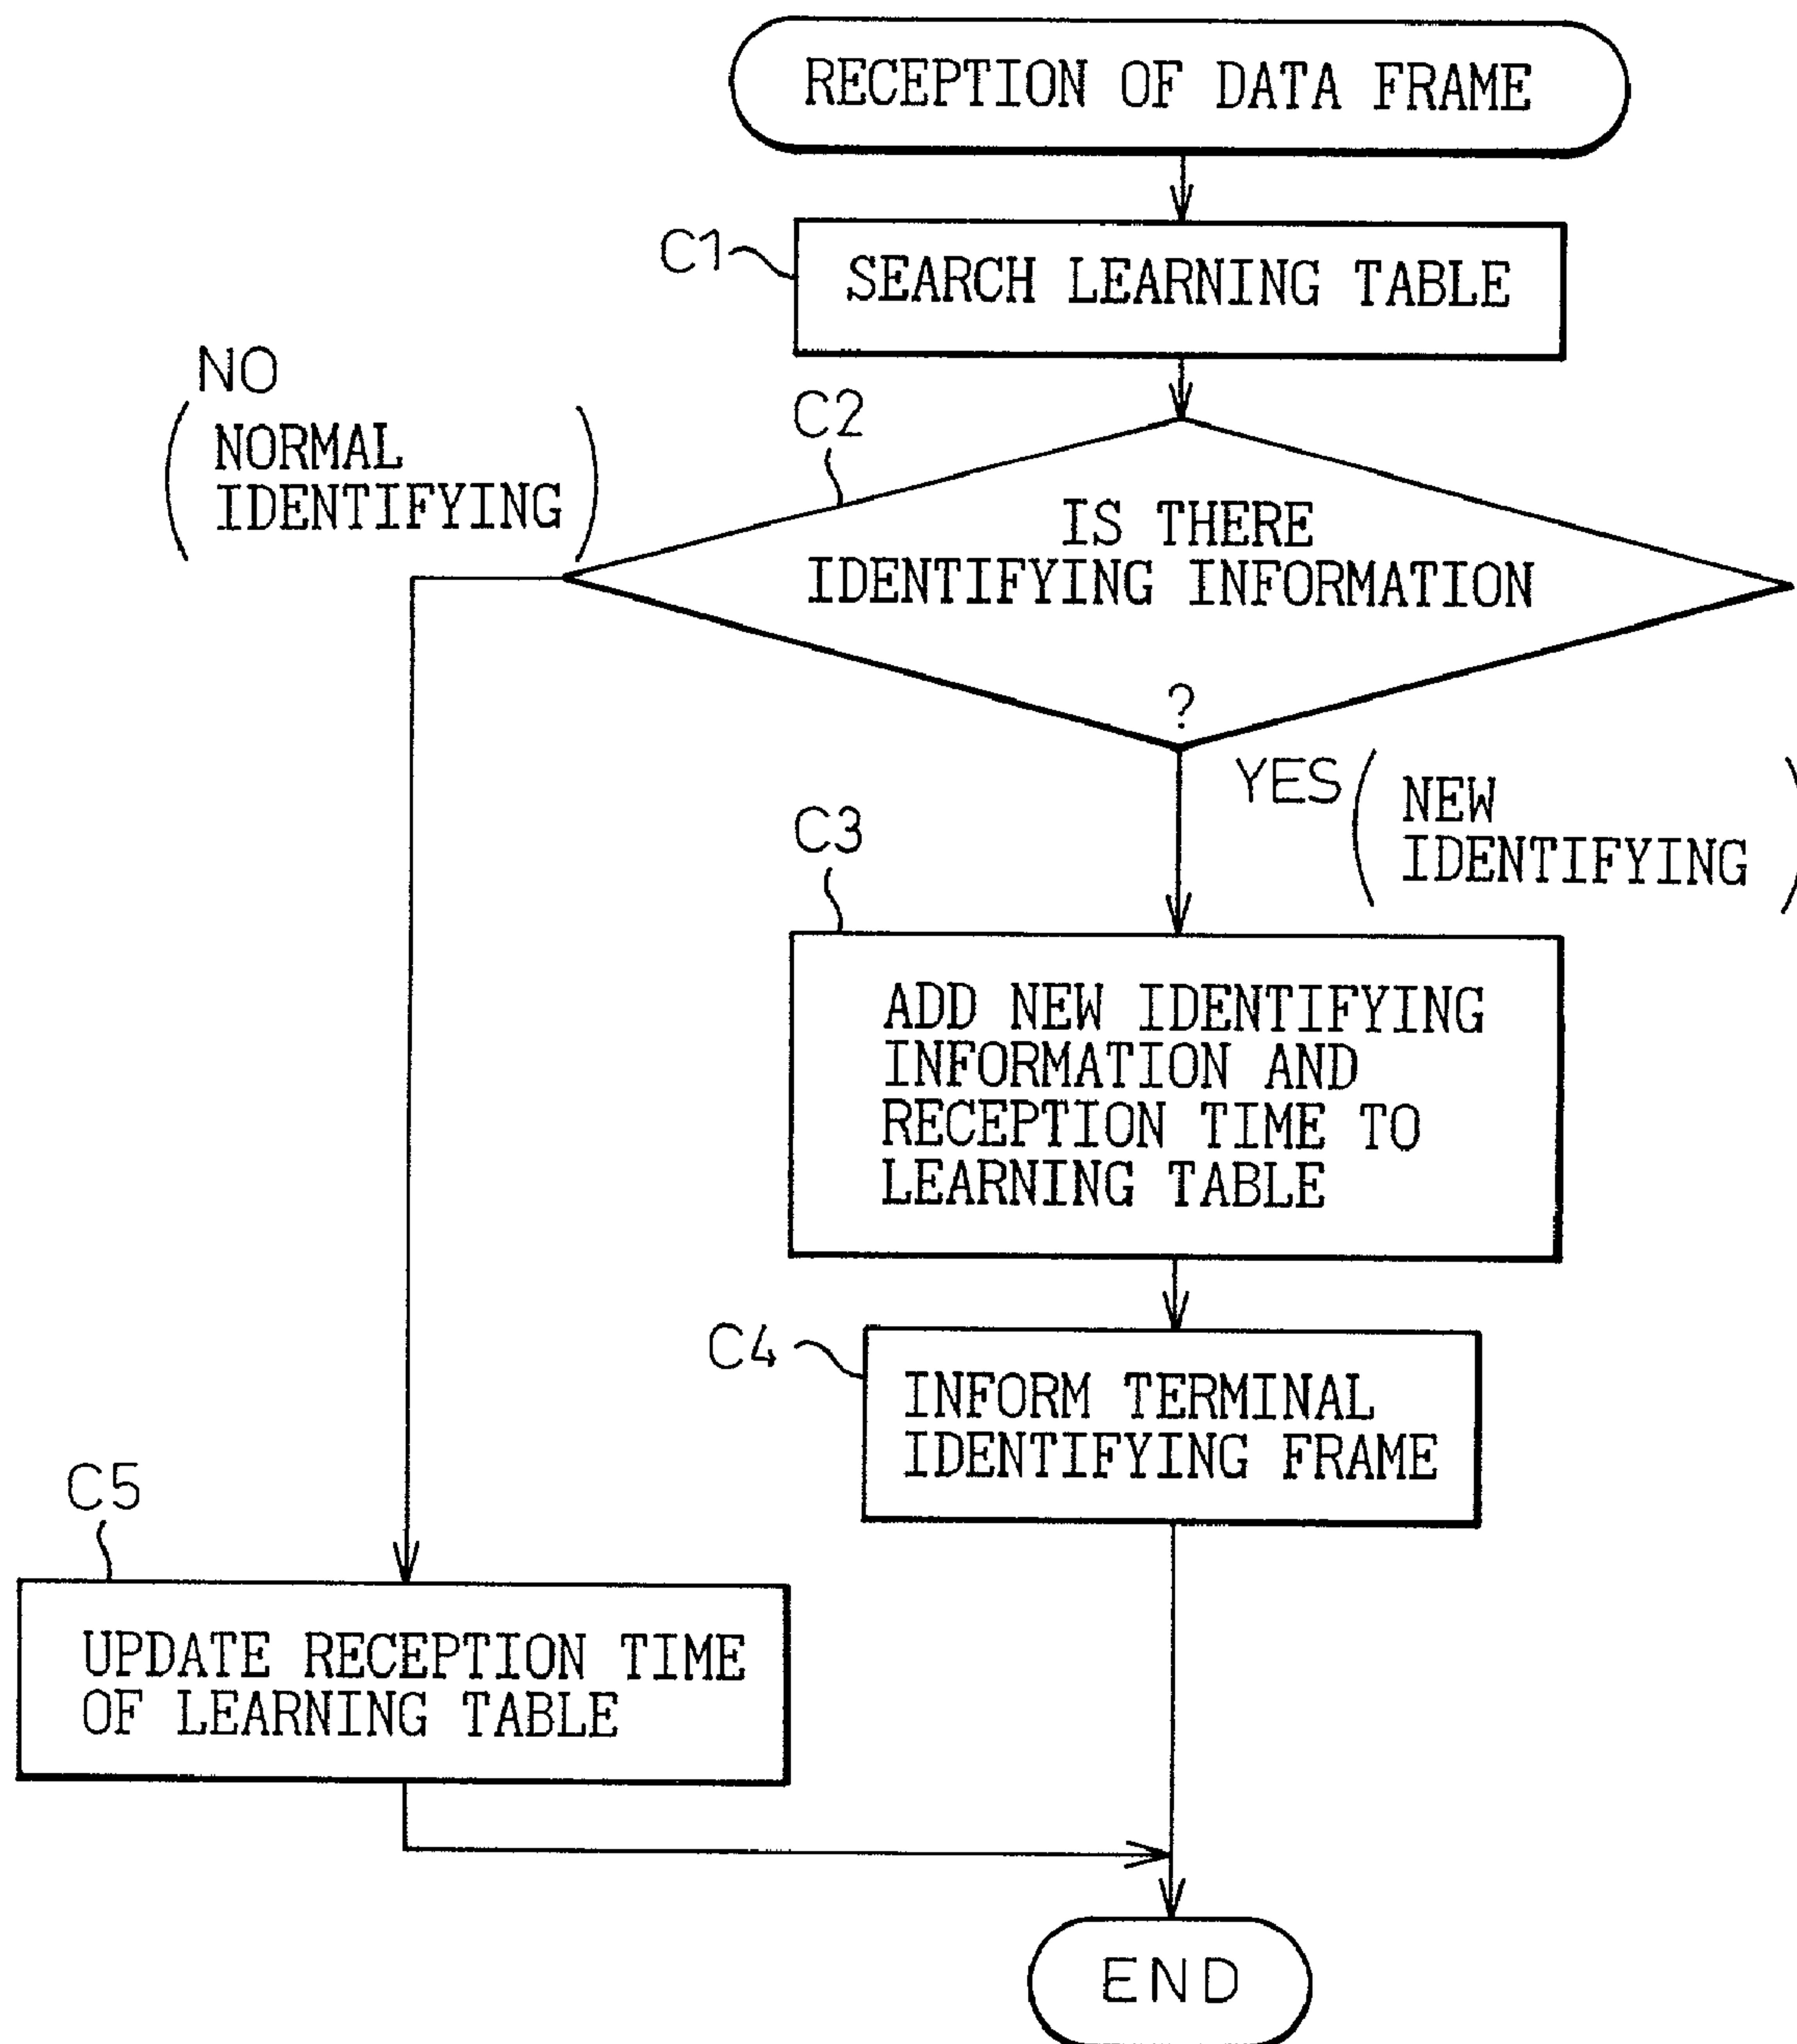 RECEPTION OF DATA FRAME
C1
SEARCH LEARNING TABLE
NO
NORMAL
IDENTIFYING
C2
IS THERE
IDENTIFYING INFORMATION
?
YES
NEW
IDENTIFYING
C3
ADD NEW IDENTIFYING
INFORMATION AND
RECEPTION TIME TO
LEARNING TABLE
C4
INFORM TERMINAL
IDENTIFYING FRAME
C5
UPDATE RECEPTION TIME
OF LEARNING TABLE
END